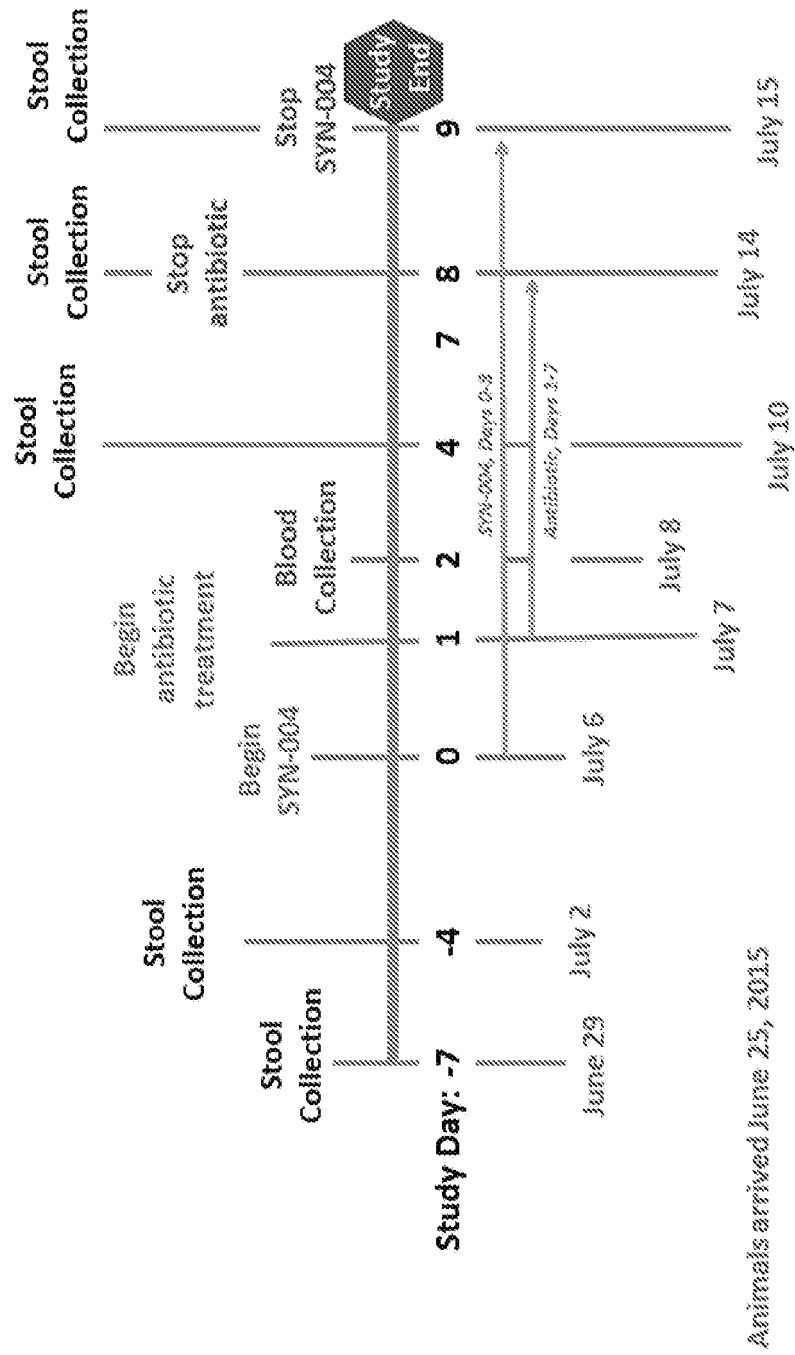 Stool
Collection
Stool
Collection
Begin
SYN-004
Begin
antibiotic
treatment
Blood
Collection
Stool
Collection
Stool
Collection
Stop
antibiotic
Stool
Collection
Stop
SYN-004
Study
End
Study Day: -7 -4 0 1 2 4 7 8 9
SYN-004, Days 0-8
Antibiotic, Days 1-7
June 29
July 2
July 6
July 7
July 8
July 10
July 14
July 15
Animals arrived June 25, 2015